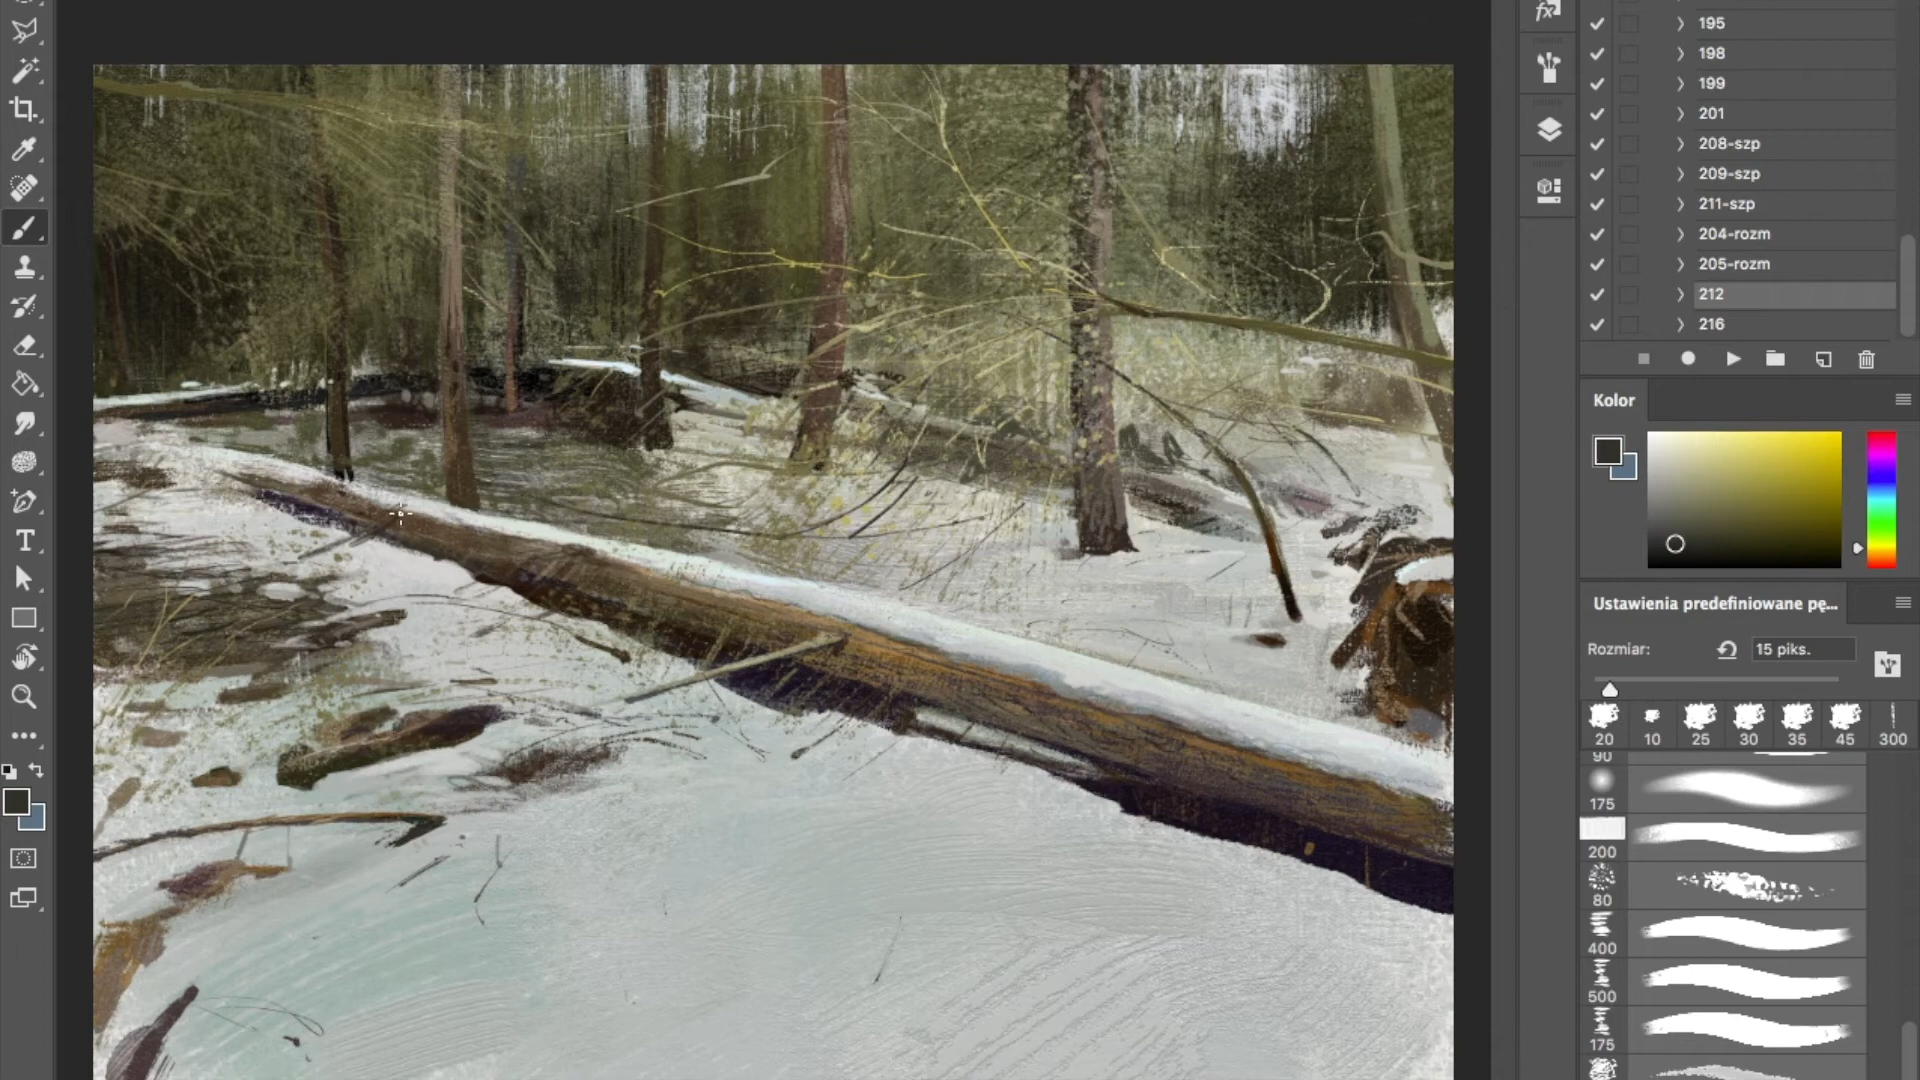 195
198
199
201
208-szp
209-szp
211-szp
204-rozm
205-rozm
212
216
Kolor
Ustawienia predefiniowane pę...
Rozmiar:
15 piks.
20 10 25 30 35 45 300
90
175
200
80
400
500
175